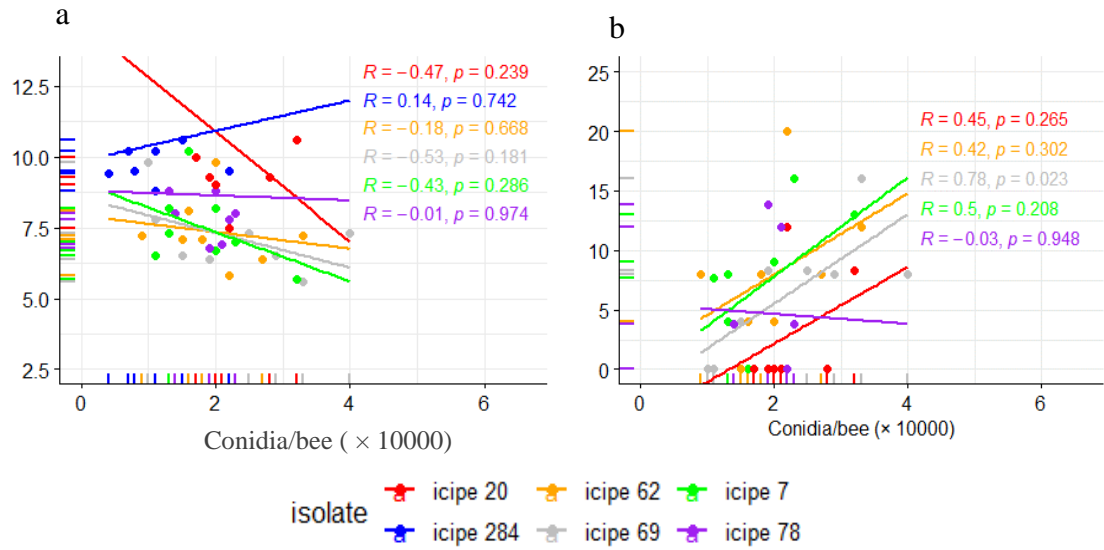 a
b
12.5
10.0
7.5
5.0
2.5
R = −0.47, p = 0.239
R = 0.14, p = 0.742
R = −0.18, p = 0.668
R = −0.53, p = 0.181
R = −0.43, p = 0.286
R = −0.01, p = 0.974
0 2 4 6
Conidia/bee ( × 10000)
25
20
15
10
5
0
R = 0.45, p = 0.265
R = 0.42, p = 0.302
R = 0.78, p = 0.023
R = 0.5, p = 0.208
R = −0.03, p = 0.948
0 2 4 6
Conidia/bee (× 10000)
isolate
icipe 20 icipe 62 icipe 7
icipe 284 icipe 69 icipe 78